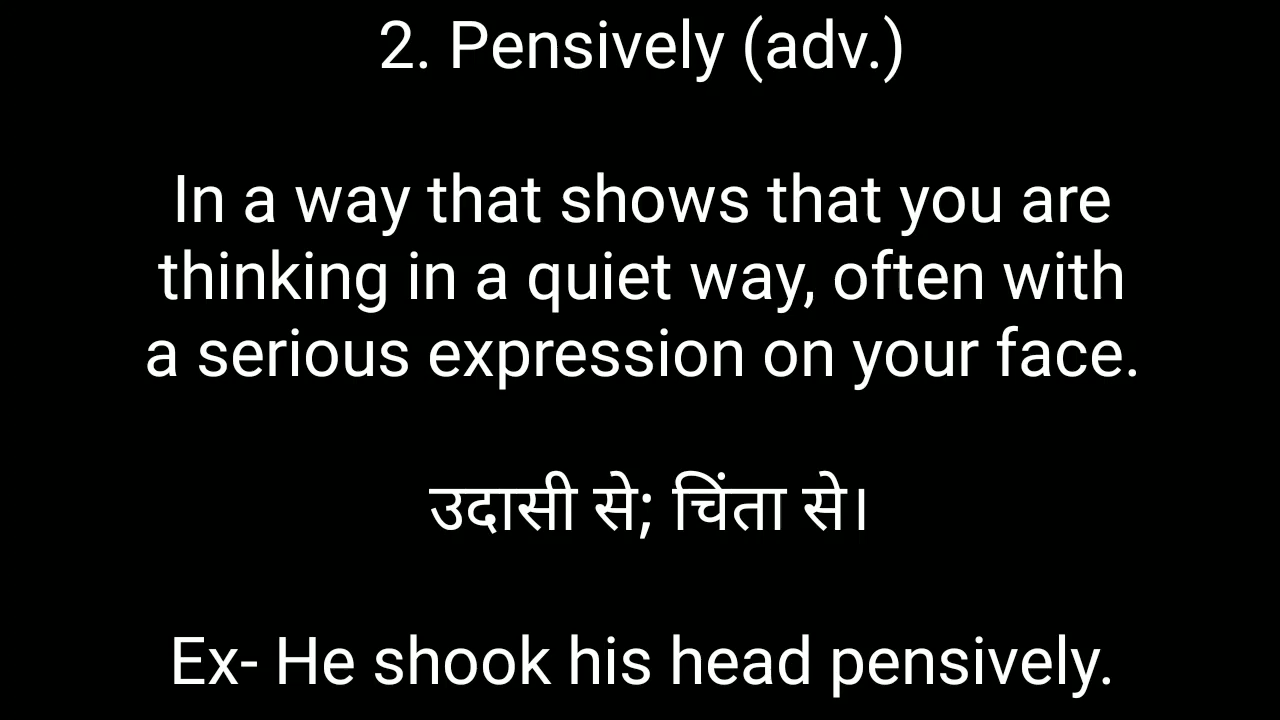 2. Pensively (adv.)
In a way that shows that you are
thinking in a quiet way, often with
a serious expression on your face.
उदासी से; चिंता से।
Ex- He shook his head pensively.